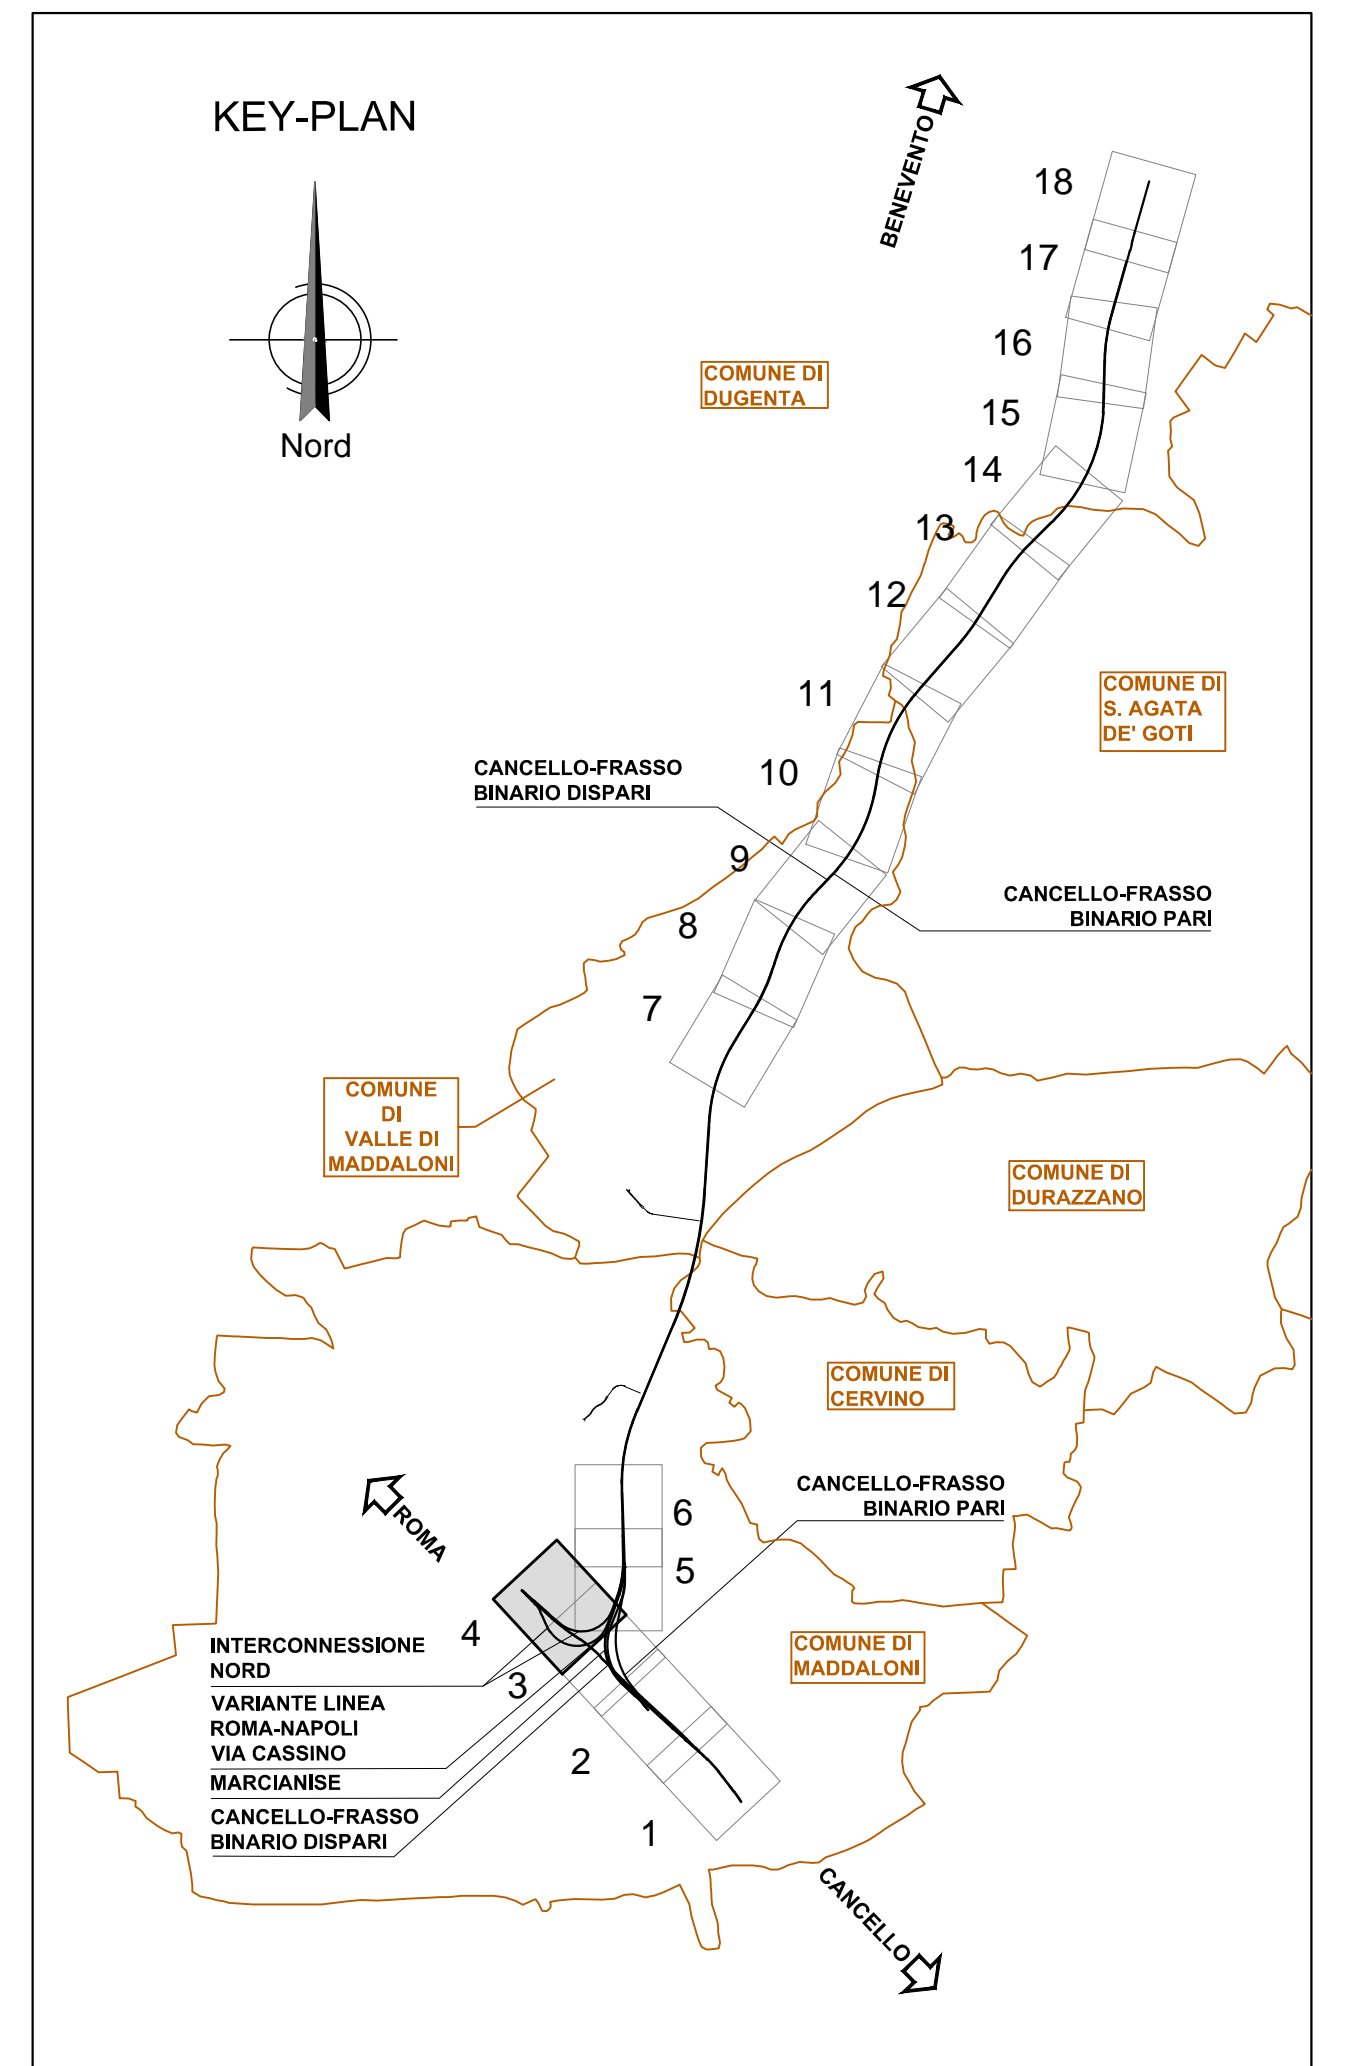 KEY-PLAN
Nord
BENEVENTO
18
17
16
15
14
13
12
11
10
9
8
7
COMUNE DI
DUGENTA
COMUNE DI
S. AGATA
DE' GOTI
CANCELLO-FRASSO
BINARIO DISPARI
CANCELLO-FRASSO
BINARIO PARI
COMUNE
DI
VALLE DI
MADDALONI
COMUNE DI
DURAZZANO
COMUNE DI
CERVINO
CANCELLO-FRASSO
BINARIO PARI
ROMA
6
5
4
3
2
1
COMUNE DI
MADDALONI
INTERCONNESSIONE
NORD
VARIANTE LINEA
ROMA-NAPOLI
VIA CASSINO
MARCIANISE
CANCELLO-FRASSO
BINARIO DISPARI
CANCELLO